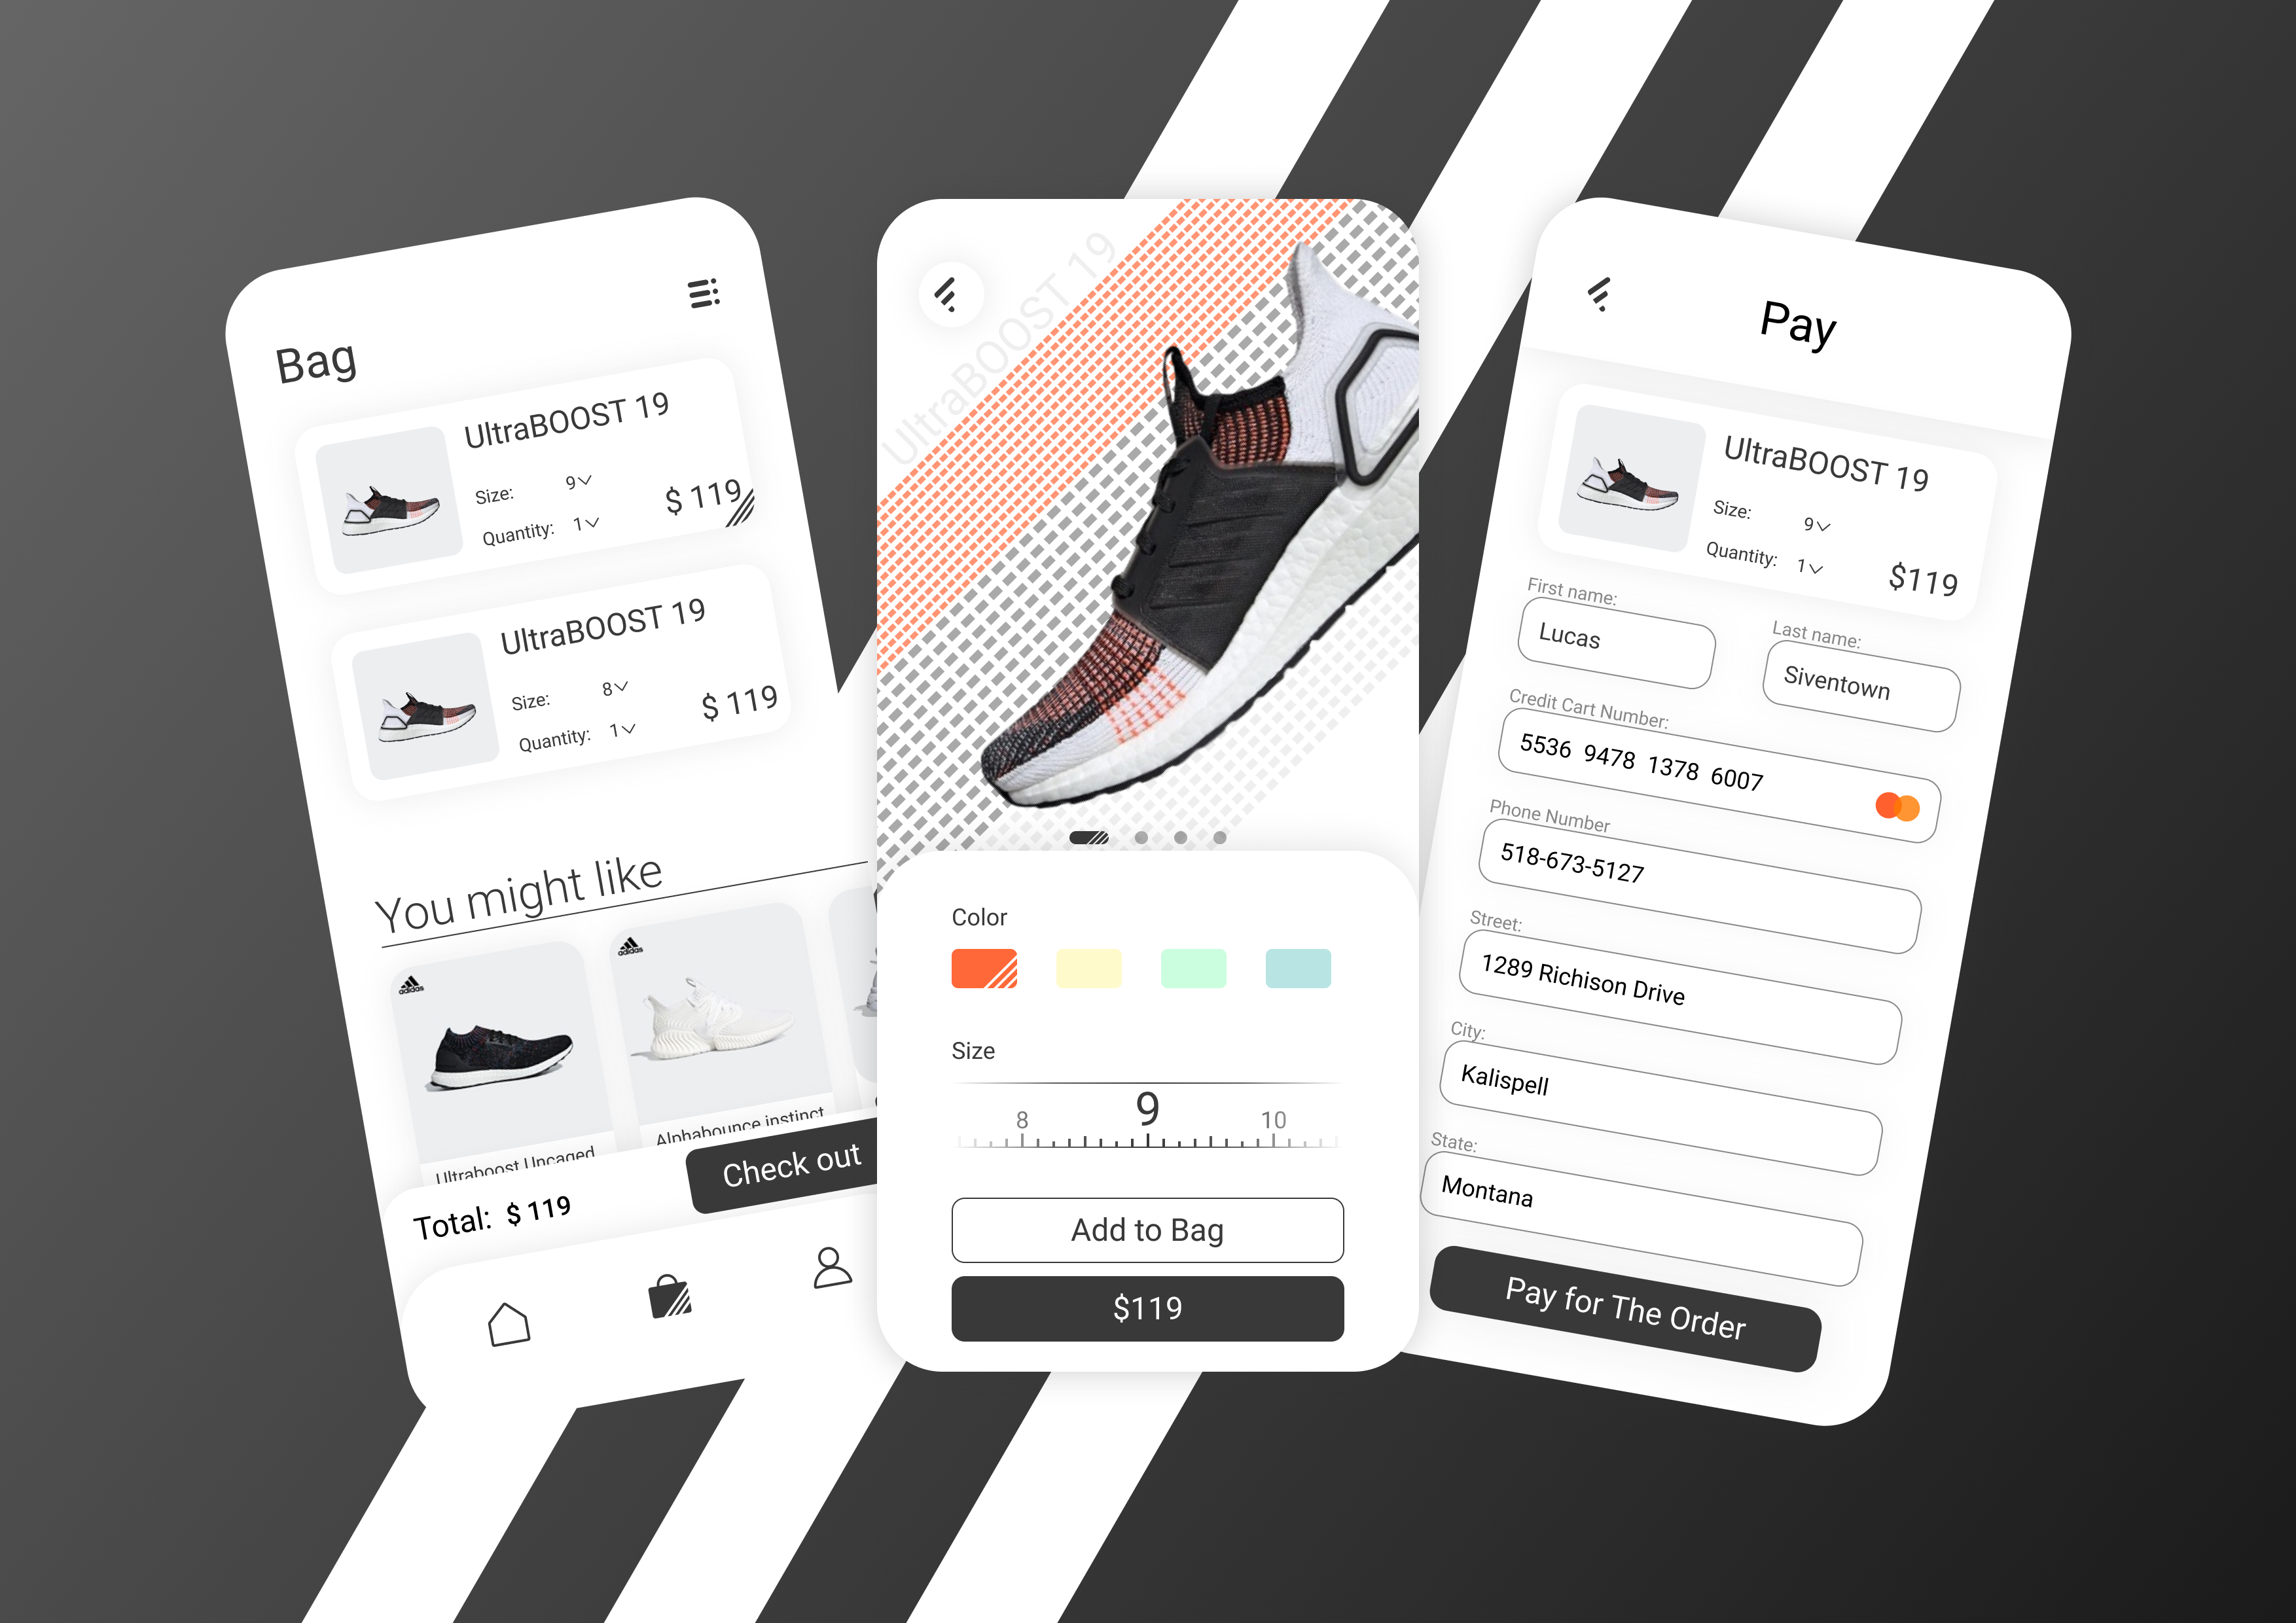 Bag
UltraBOOST 19
Size: 9
Quantity: 1
$ 119
UltraBOOST 19
Size: 8
Quantity: 1
$ 119
You might like
adidas
adidas
Ultraboost Uncaged
Alphabounce instinct
Total: $ 119
Check out
UltraBOOST 19
Color
Size
8 9 10
Add to Bag
$119
Pay
UltraBOOST 19
Size: 9
Quantity: 1
$119
First name:
Lucas
Last name:
Siventown
Credit Cart Number:
5536 9478 1378 6007
Phone Number
518-673-5127
Street:
1289 Richison Drive
City:
Kalispell
State:
Montana
Pay for The Order